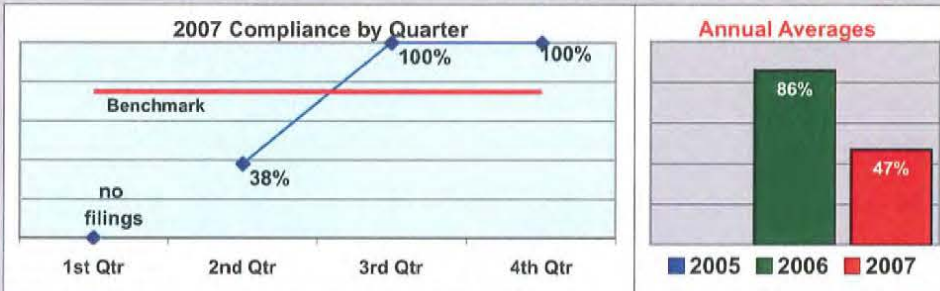 2007 Compliance by Quarter
100%
100%
Benchmark
38%
no
filings
1st Qtr 2nd Qtr 3rd Qtr 4th Qtr
Annual Averages
86%
47%
2005 2006 2007